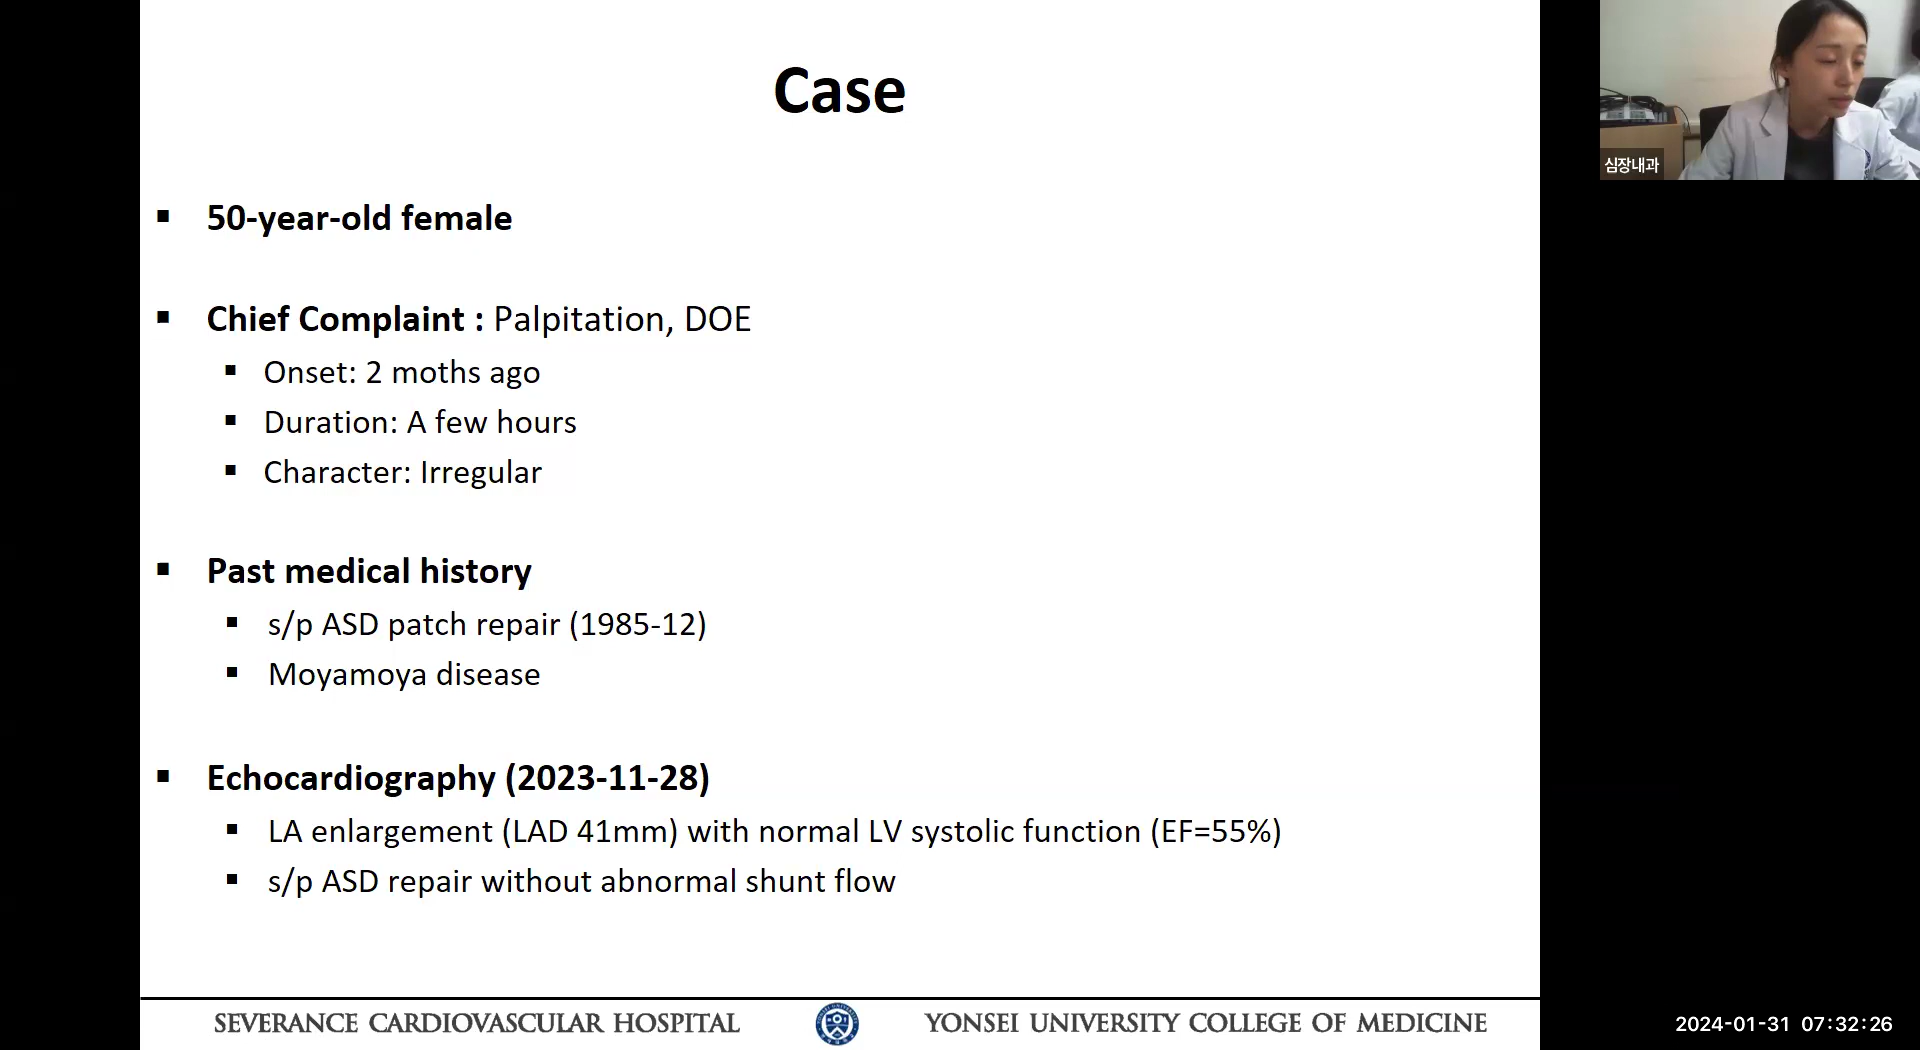 Case
▪ 50-year-old female
▪ Chief Complaint : Palpitation, DOE
▪ Onset: 2 moths ago
▪ Duration: A few hours
▪ Character: Irregular
▪ Past medical history
▪ s/p ASD patch repair (1985-12)
▪ Moyamoya disease
▪ Echocardiography (2023-11-28)
▪ LA enlargement (LAD 41mm) with normal LV systolic function (EF=55%)
▪ s/p ASD repair without abnormal shunt flow
SEVERANCE CARDIOVASCULAR HOSPITAL
YONSEI UNIVERSITY COLLEGE OF MEDICINE
심장내과
2024-01-31 07:32:26